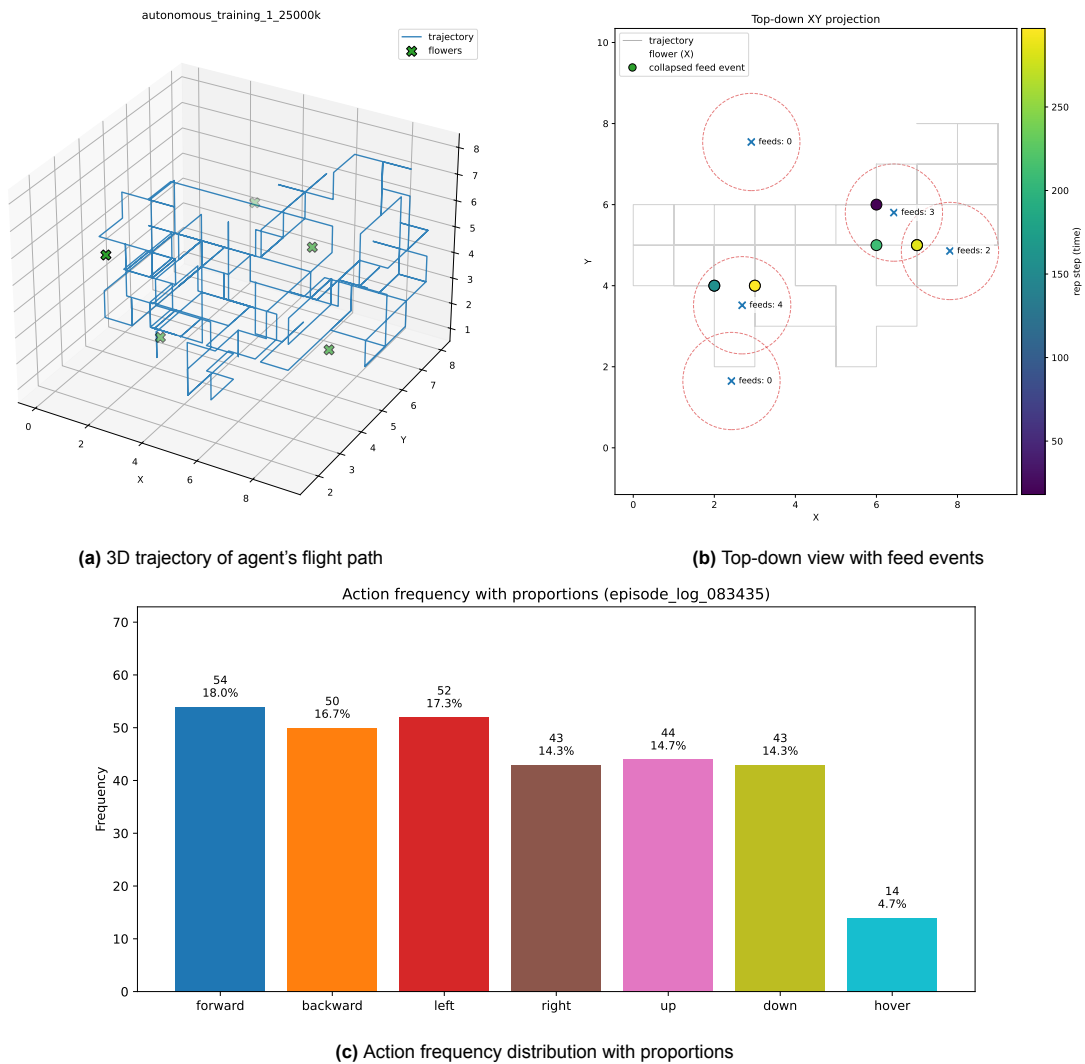 autonomous_training_1_25000k
trajectory
flowers
8
7
6
5
4
3
2
1
0
2
4
6
8
X
2
3
4
5
6
7
8
Y
(a) 3D trajectory of agent's flight path
Top-down XY projection
trajectory
flower (X)
collapsed feed event
10
8
6
4
2
0
Y
feeds: 0
feeds: 3
feeds: 2
feeds: 4
feeds: 0
0
2
4
6
8
X
250
200
150
100
50
rep step (time)
(b) Top-down view with feed events
Action frequency with proportions (episode_log_083435)
70
60
50
40
30
20
10
0
Frequency
54
18.0%
50
16.7%
52
17.3%
43
14.3%
44
14.7%
43
14.3%
14
4.7%
forward
backward
left
right
up
down
hover
(c) Action frequency distribution with proportions